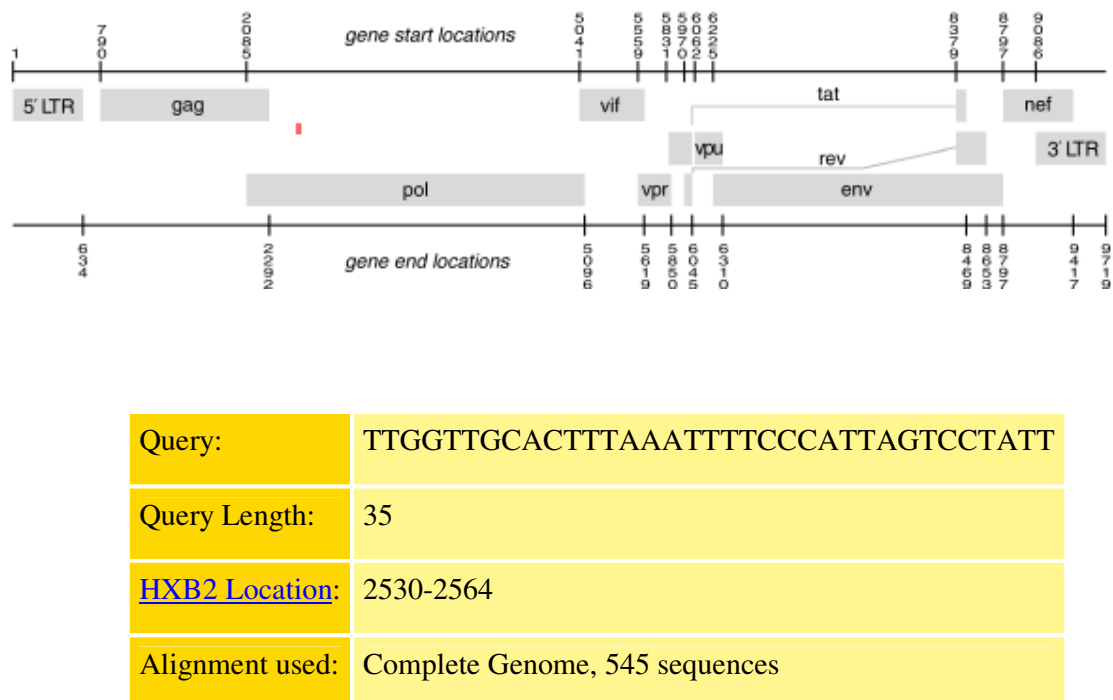 1 790 2085 gene start locations 5041 5559 5831 5970 6062 6225 8379 8797 9086
5' LTR gag vif tat nef
vpu rev 3' LTR
pol vpr env
634 2292 gene end locations 5096 5619 5850 6045 6310 8469 8653 8797 9417 9719
Query: TTGGTTGCACTTTAAATTTTCCCATTAGTCCTATT
Query Length: 35
HXB2 Location: 2530-2564
Alignment used: Complete Genome, 545 sequences